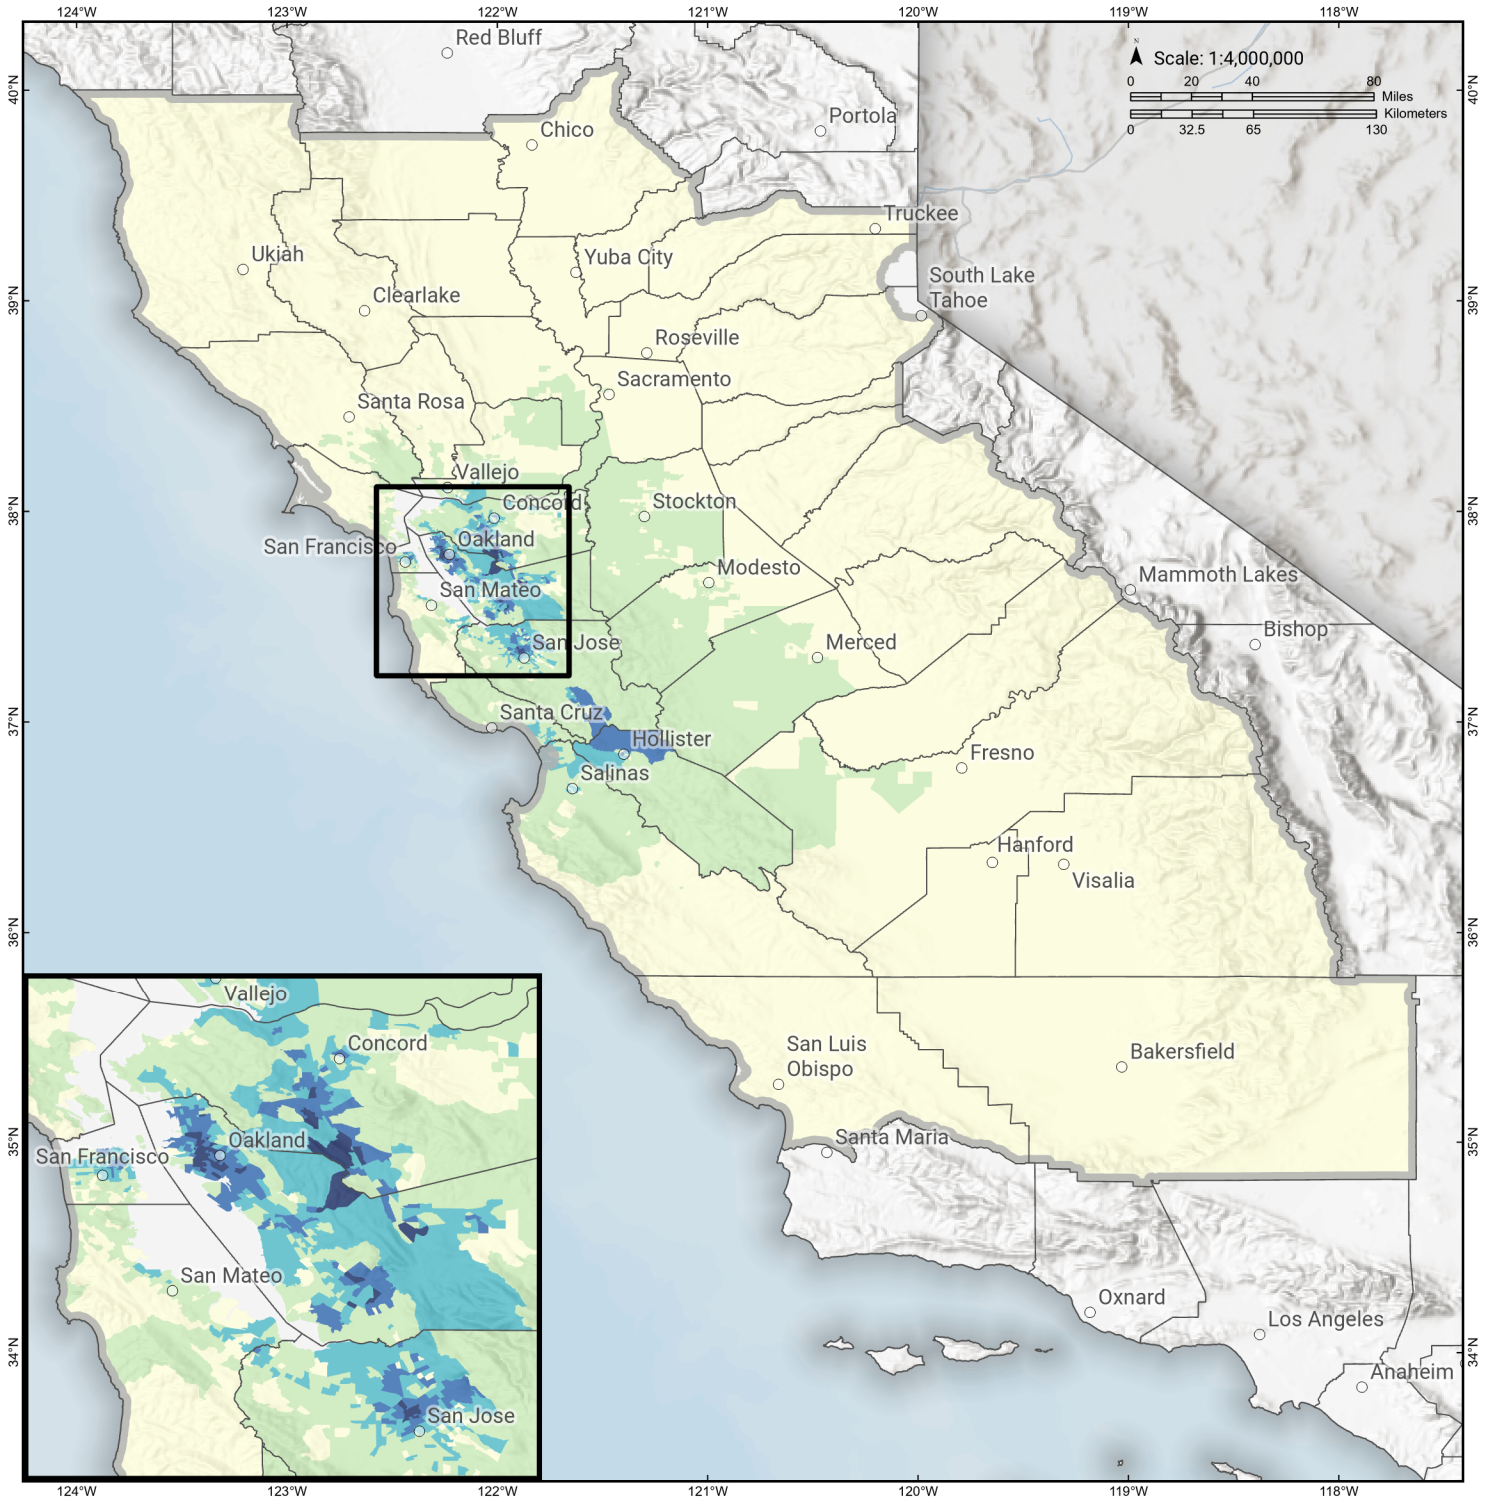 124°W 123°W 122°W 121°W 120°W 119°W 118°W
N
Scale: 1:4,000,000
0 20 40 80
Miles
Kilometers
0 32.5 65 130
40°N
40°N
Red Bluff
Portola
Chico
Truckee
Ukiah
Yuba City
South Lake
Tahoe
Clearlake
39°N
39°N
Roseville
Sacramento
Santa Rosa
Vallejo
Concord
Stockton
38°N
38°N
San Francisco
Oakland
Modesto
Mammoth Lakes
San Mateo
Bishop
San Jose
Merced
Santa Cruz
37°N
37°N
Hollister
Fresno
Salinas
Hanford
Visalia
36°N
36°N
Vallejo
Concord
San Luis
Obispo
Bakersfield
Oakland
San Francisco
Santa Maria
35°N
35°N
San Mateo
Oxnard
Los Angeles
34°N
34°N
Anaheim
San Jose
124°W 123°W 122°W 121°W 120°W 119°W 118°W